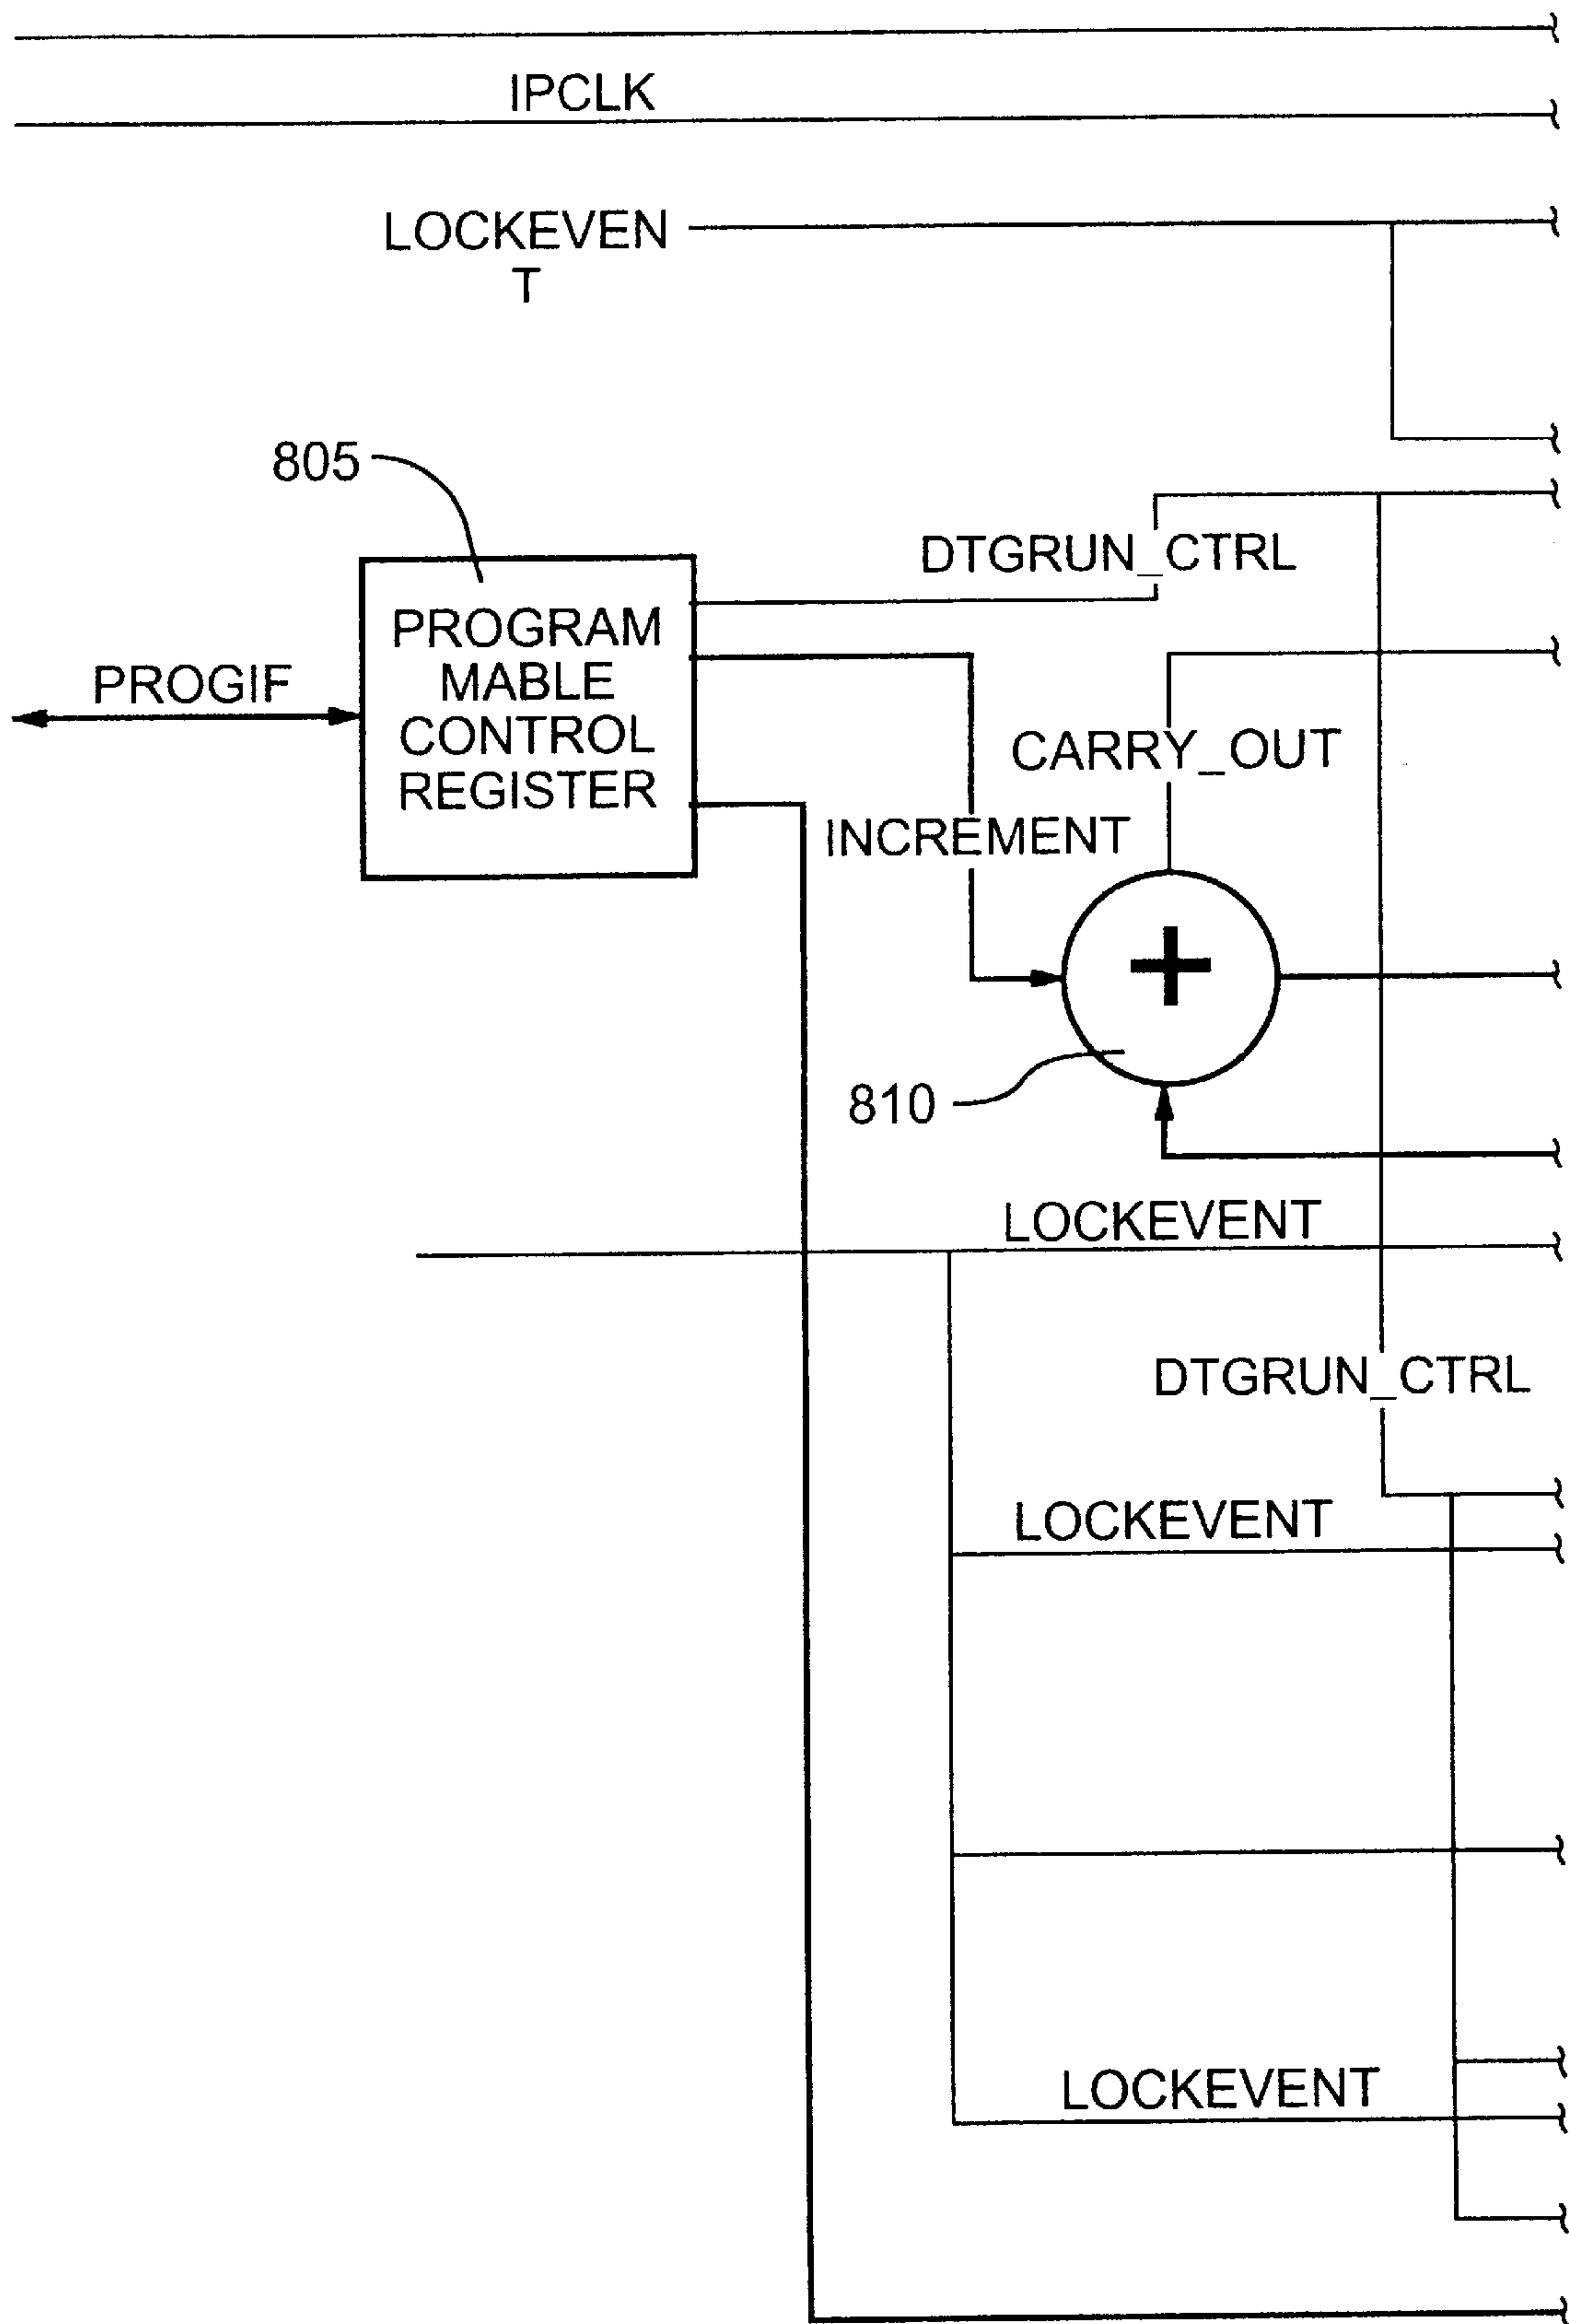 IPCLK
LOCKEVEN
T
805
DTGRUN_CTRL
PROGRAM
MABLE
CONTROL
REGISTER
PROGIF
CARRY_OUT
INCREMENT
+
810
LOCKEVENT
DTGRUN_CTRL
LOCKEVENT
LOCKEVENT